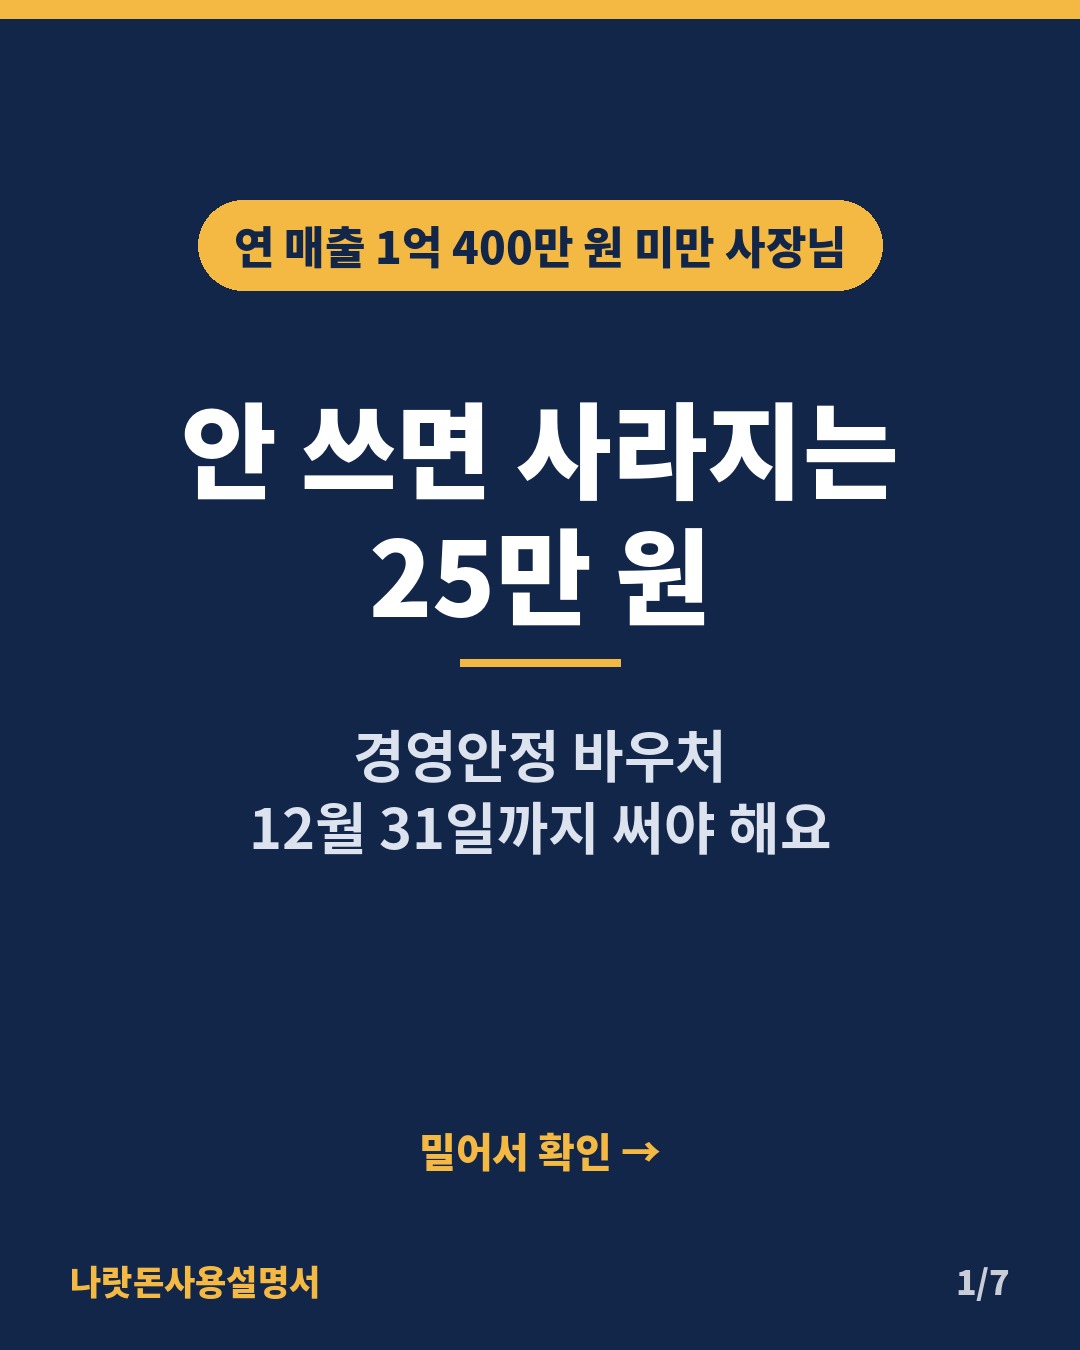 연 매출 1억 400만 원 미만 사장님
안 쓰면 사라지는
25만 원
경영안정 바우처
12월 31일까지 써야 해요
밀어서 확인 →
나랏돈사용설명서
1/7